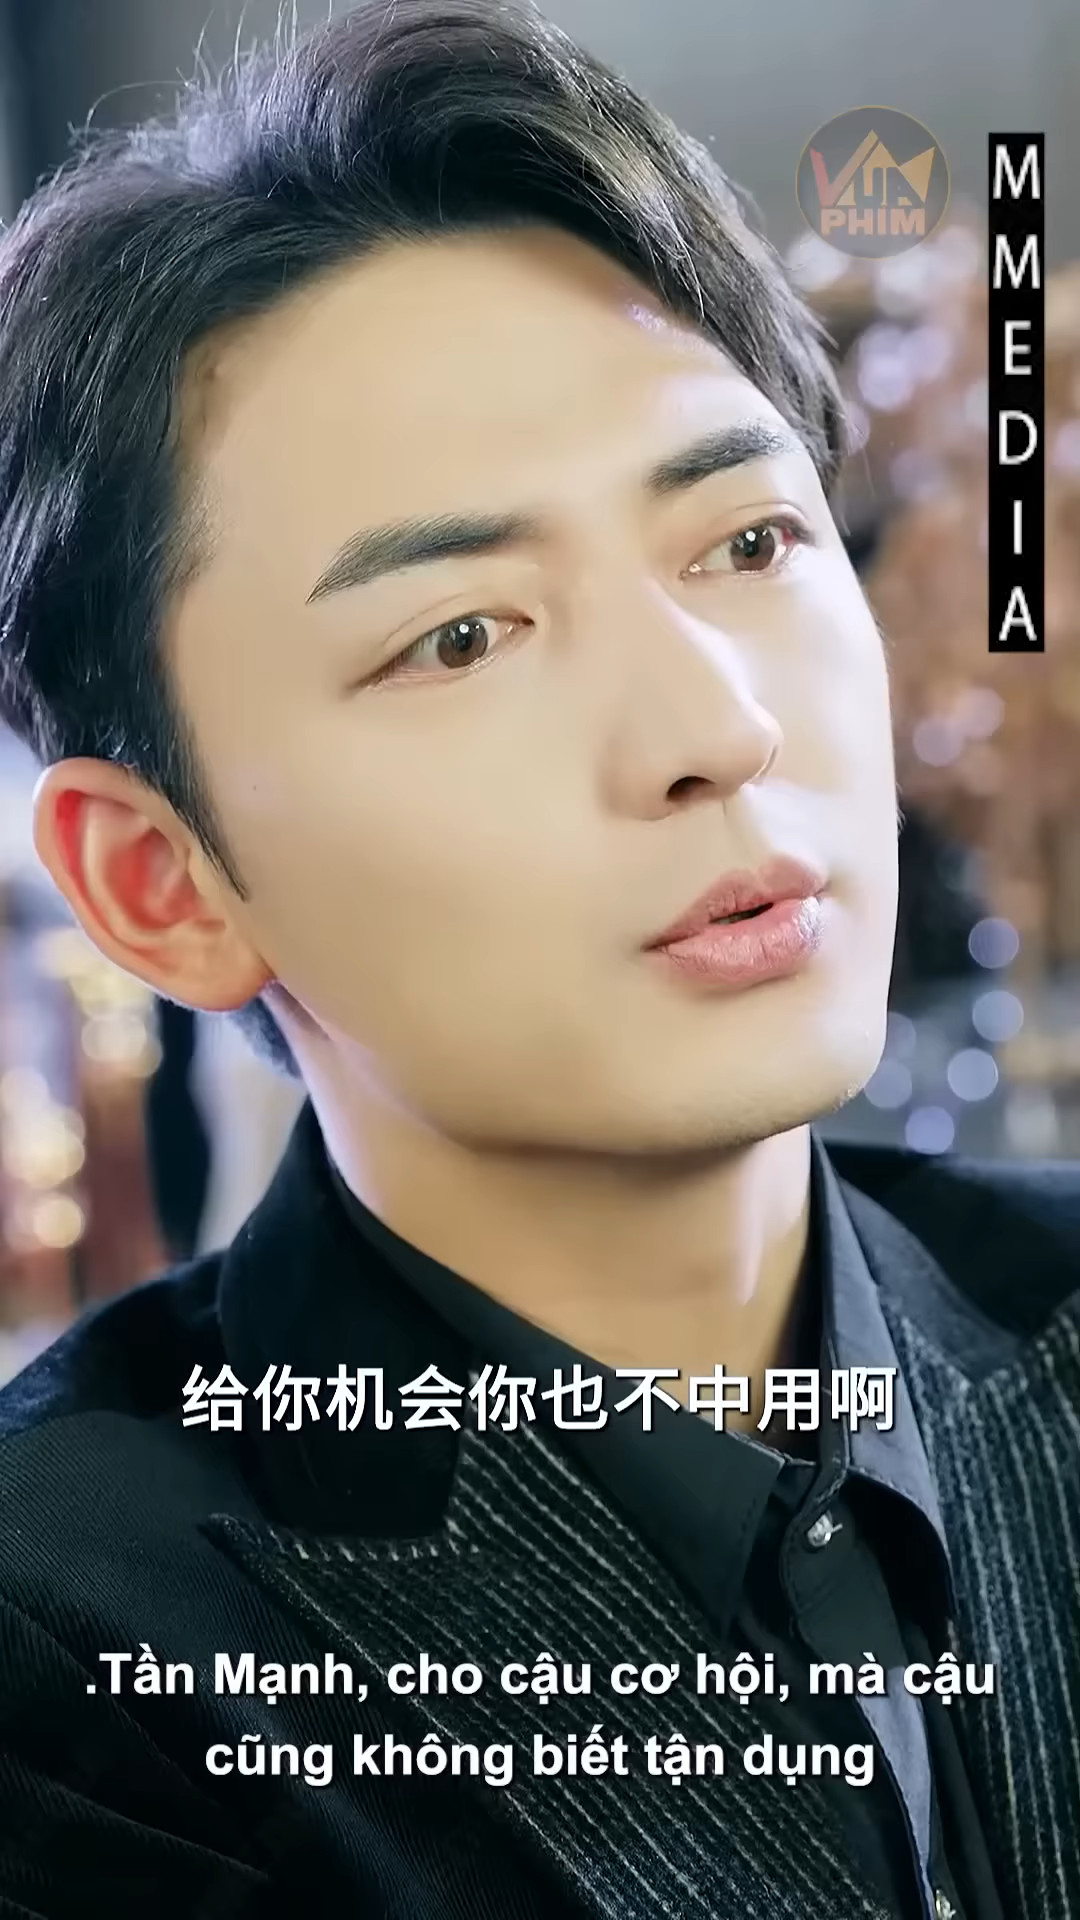 VUA
PHIM
MMEDIA
给你机会你也不中用啊
.Tần Mạnh, cho cậu cơ hội, mà cậu
cũng không biết tận dụng